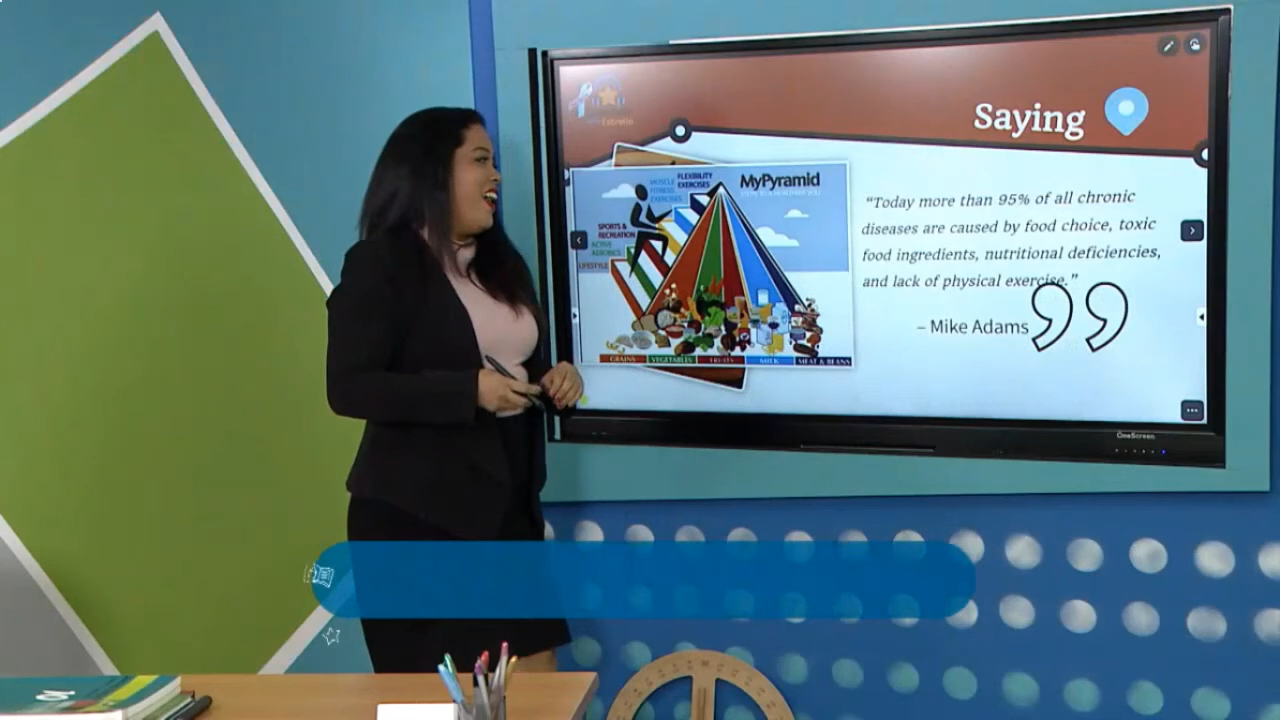 Saying
Estrella
MyPyramid
FLEXIBILITY
EXERCISES
MUSCLE
FITNESS
EXERCISES
SPORTS &
RECREATION
ACTIVE
AEROBICS
LIFESTYLE
GRAINS VEGETABLES FRUITS MILK MEAT & BEANS
“Today more than 95% of all chronic
diseases are caused by food choice, toxic
food ingredients, nutritional deficiencies,
and lack of physical exercise.”
– Mike Adams
OneScreen